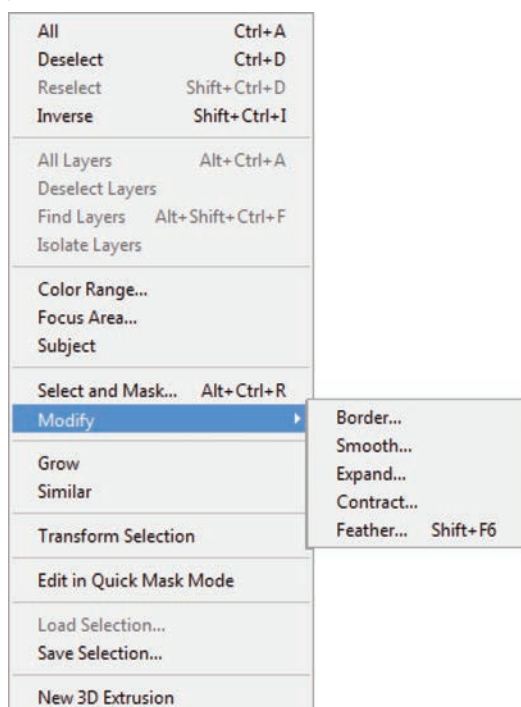 All Ctrl+A
Deselect Ctrl+D
Reselect Shift+Ctrl+D
Inverse Shift+Ctrl+I
All Layers Alt+Ctrl+A
Deselect Layers
Find Layers Alt+Shift+Ctrl+F
Isolate Layers
Color Range...
Focus Area...
Subject
Select and Mask... Alt+Ctrl+R
Modify
Border...
Smooth...
Expand...
Contract...
Feather... Shift+F6
Grow
Similar
Transform Selection
Edit in Quick Mask Mode
Load Selection...
Save Selection...
New 3D Extrusion